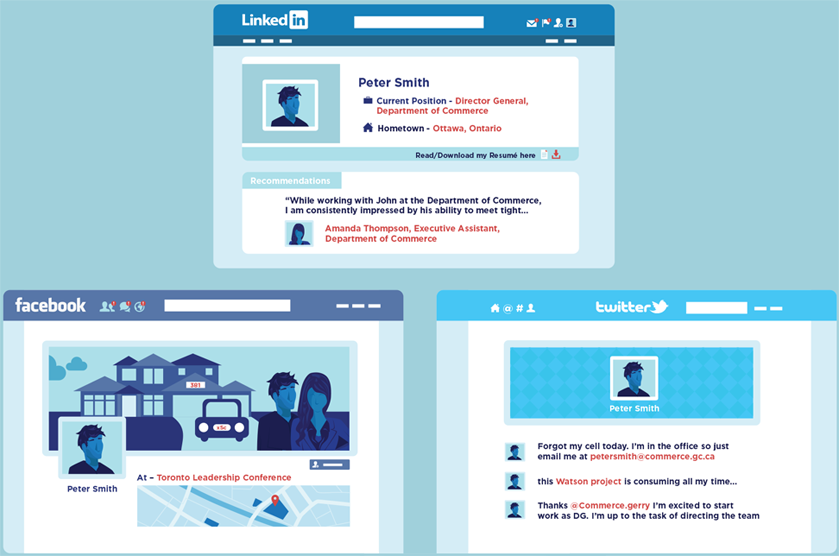 Linked in
Peter Smith
Current Position - Director General,
Department of Commerce
Hometown - Ottawa, Ontario
Read/Download my Resumé here
Recommendations
“While working with John at the Department of Commerce,
I am consistently impressed by his ability to meet tight...
Amanda Thompson, Executive Assistant,
Department of Commerce
facebook
301
Peter Smith
At – Toronto Leadership Conference
twitter
@ #
Peter Smith
Forgot my cell today. I'm in the office so just
email me at petersmith@commerce.gc.ca
this Watson project is consuming all my time...
Thanks @Commerce.gerry I'm excited to start
work as DG. I'm up to the task of directing the team